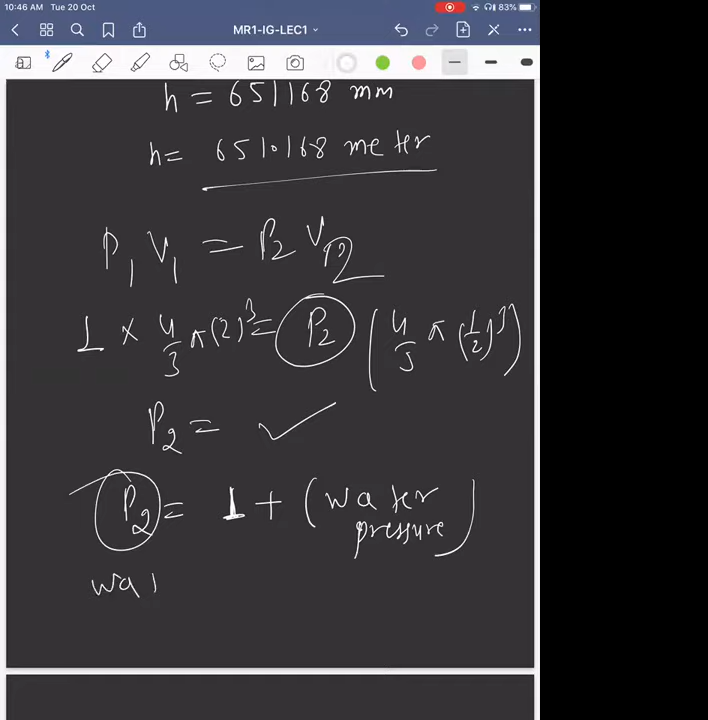 10:46 AM Tue 20 Oct 83%
MR1-IG-LEC1
h = 651168 mm
h = 651.168 meter
P₁ V₁ = P₂ V₂
1 × 4/3 π (2)³ = P₂ (4/3 π (1/2)³)
P₂ = ✓
P₂ = 1 + (water
pressure)
wa